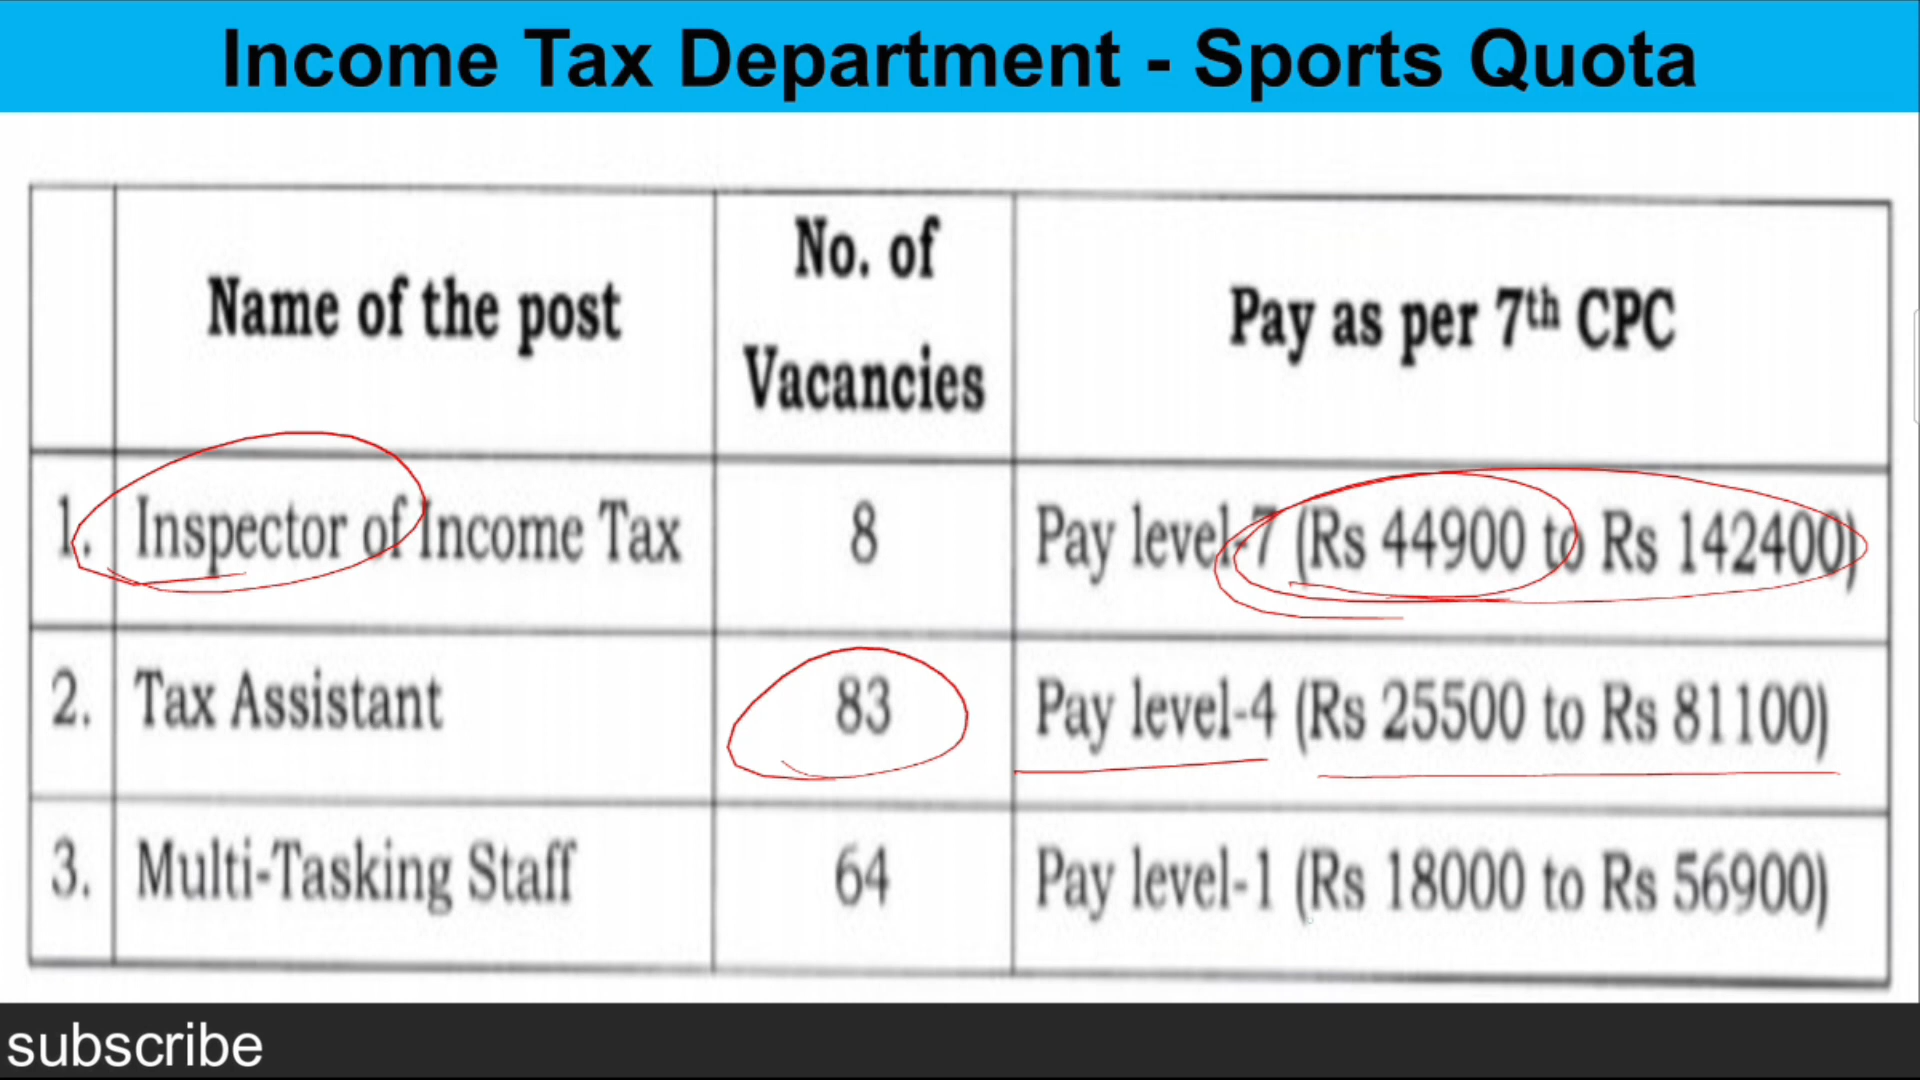 Income Tax Department - Sports Quota
Name of the post
No. of
Vacancies
Pay as per 7th CPC
1. Inspector of Income Tax 8 Pay level-7 (Rs 44900 to Rs 142400)
2. Tax Assistant 83 Pay level-4 (Rs 25500 to Rs 81100)
3. Multi-Tasking Staff 64 Pay level-1 (Rs 18000 to Rs 56900)
subscribe